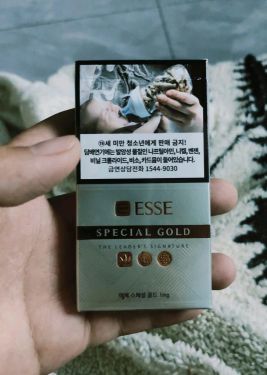 ⑲세 미만 청소년에게 판매 금지!
담배연기에는 발암성 물질인 나프틸아민, 니켈, 벤젠,
비닐 크롤라이드, 비소, 카드뮴이 들어있습니다.
금연상담전화 1544-9030
ESSE
SPECIAL GOLD
THE LEADER'S SIGNATURE
에쎄 스페셜 골드 1mg